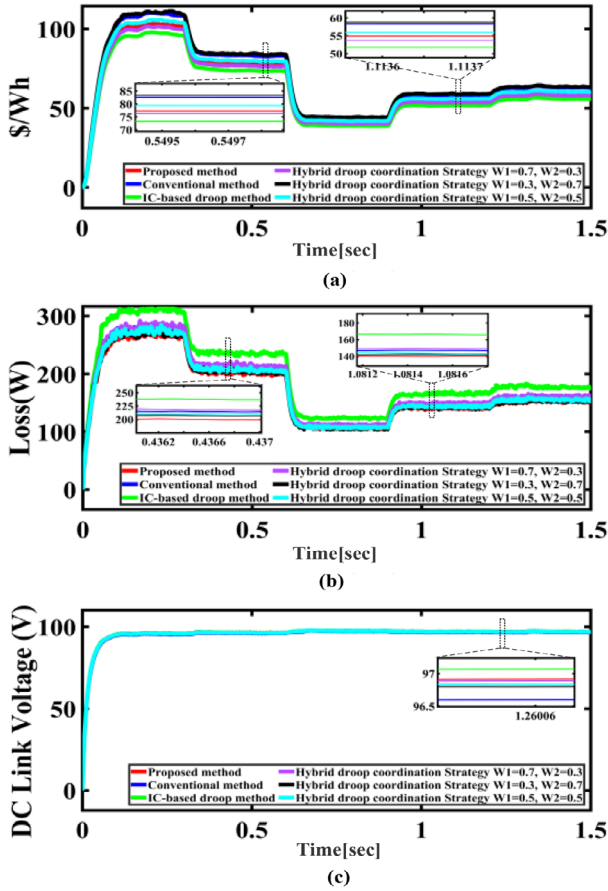 $/Wh
100
50
0
60
55
50
1.1136
1.1137
85
80
75
70
0.5495
0.5497
Proposed method
Conventional method
IC-based droop method
Hybrid droop coordination Strategy W1=0.7, W2=0.3
Hybrid droop coordination Strategy W1=0.3, W2=0.7
Hybrid droop coordination Strategy W1=0.5, W2=0.5
0
0.5
1
1.5
Time[sec]
(a)
Loss(W)
300
200
100
0
180
160
140
1.0812
1.0814
1.0816
250
225
200
0.4362
0.4366
0.437
Proposed method
Conventional method
IC-based droop method
Hybrid droop coordination Strategy W1=0.7, W2=0.3
Hybrid droop coordination Strategy W1=0.3, W2=0.7
Hybrid droop coordination Strategy W1=0.5, W2=0.5
0
0.5
1
1.5
Time[sec]
(b)
DC Link Voltage (V)
100
50
0
97
96.5
1.26006
Proposed method
Conventional method
IC-based droop method
Hybrid droop coordination Strategy W1=0.7, W2=0.3
Hybrid droop coordination Strategy W1=0.3, W2=0.7
Hybrid droop coordination Strategy W1=0.5, W2=0.5
0
0.5
1
1.5
Time[sec]
(c)